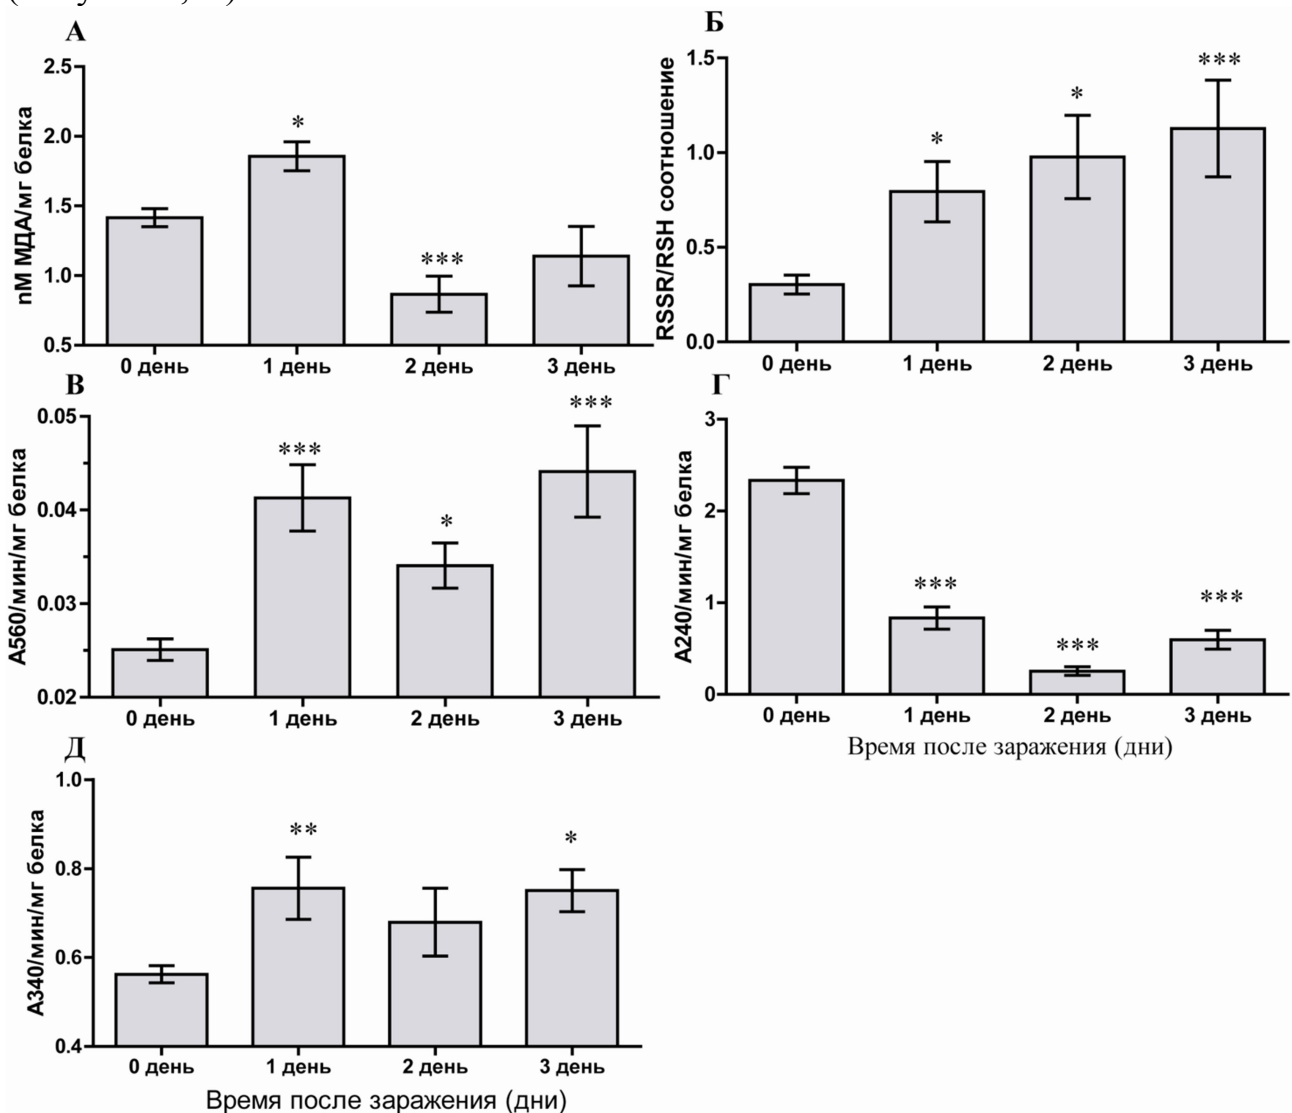 А
nМ МДА/мг белка
2.5
2.0
1.5
1.0
0.5
*
***
0 день 1 день 2 день 3 день
Б
RSSR/RSH соотношение
1.5
1.0
0.5
0.0
*
*
***
0 день 1 день 2 день 3 день
В
А560/мин/мг белка
0.05
0.04
0.03
0.02
***
*
***
0 день 1 день 2 день 3 день
Г
А240/мин/мг белка
3
2
1
0
***
***
***
0 день 1 день 2 день 3 день
Время после заражения (дни)
Д
А340/мин/мг белка
1.0
0.8
0.6
0.4
**
*
0 день 1 день 2 день 3 день
Время после заражения (дни)